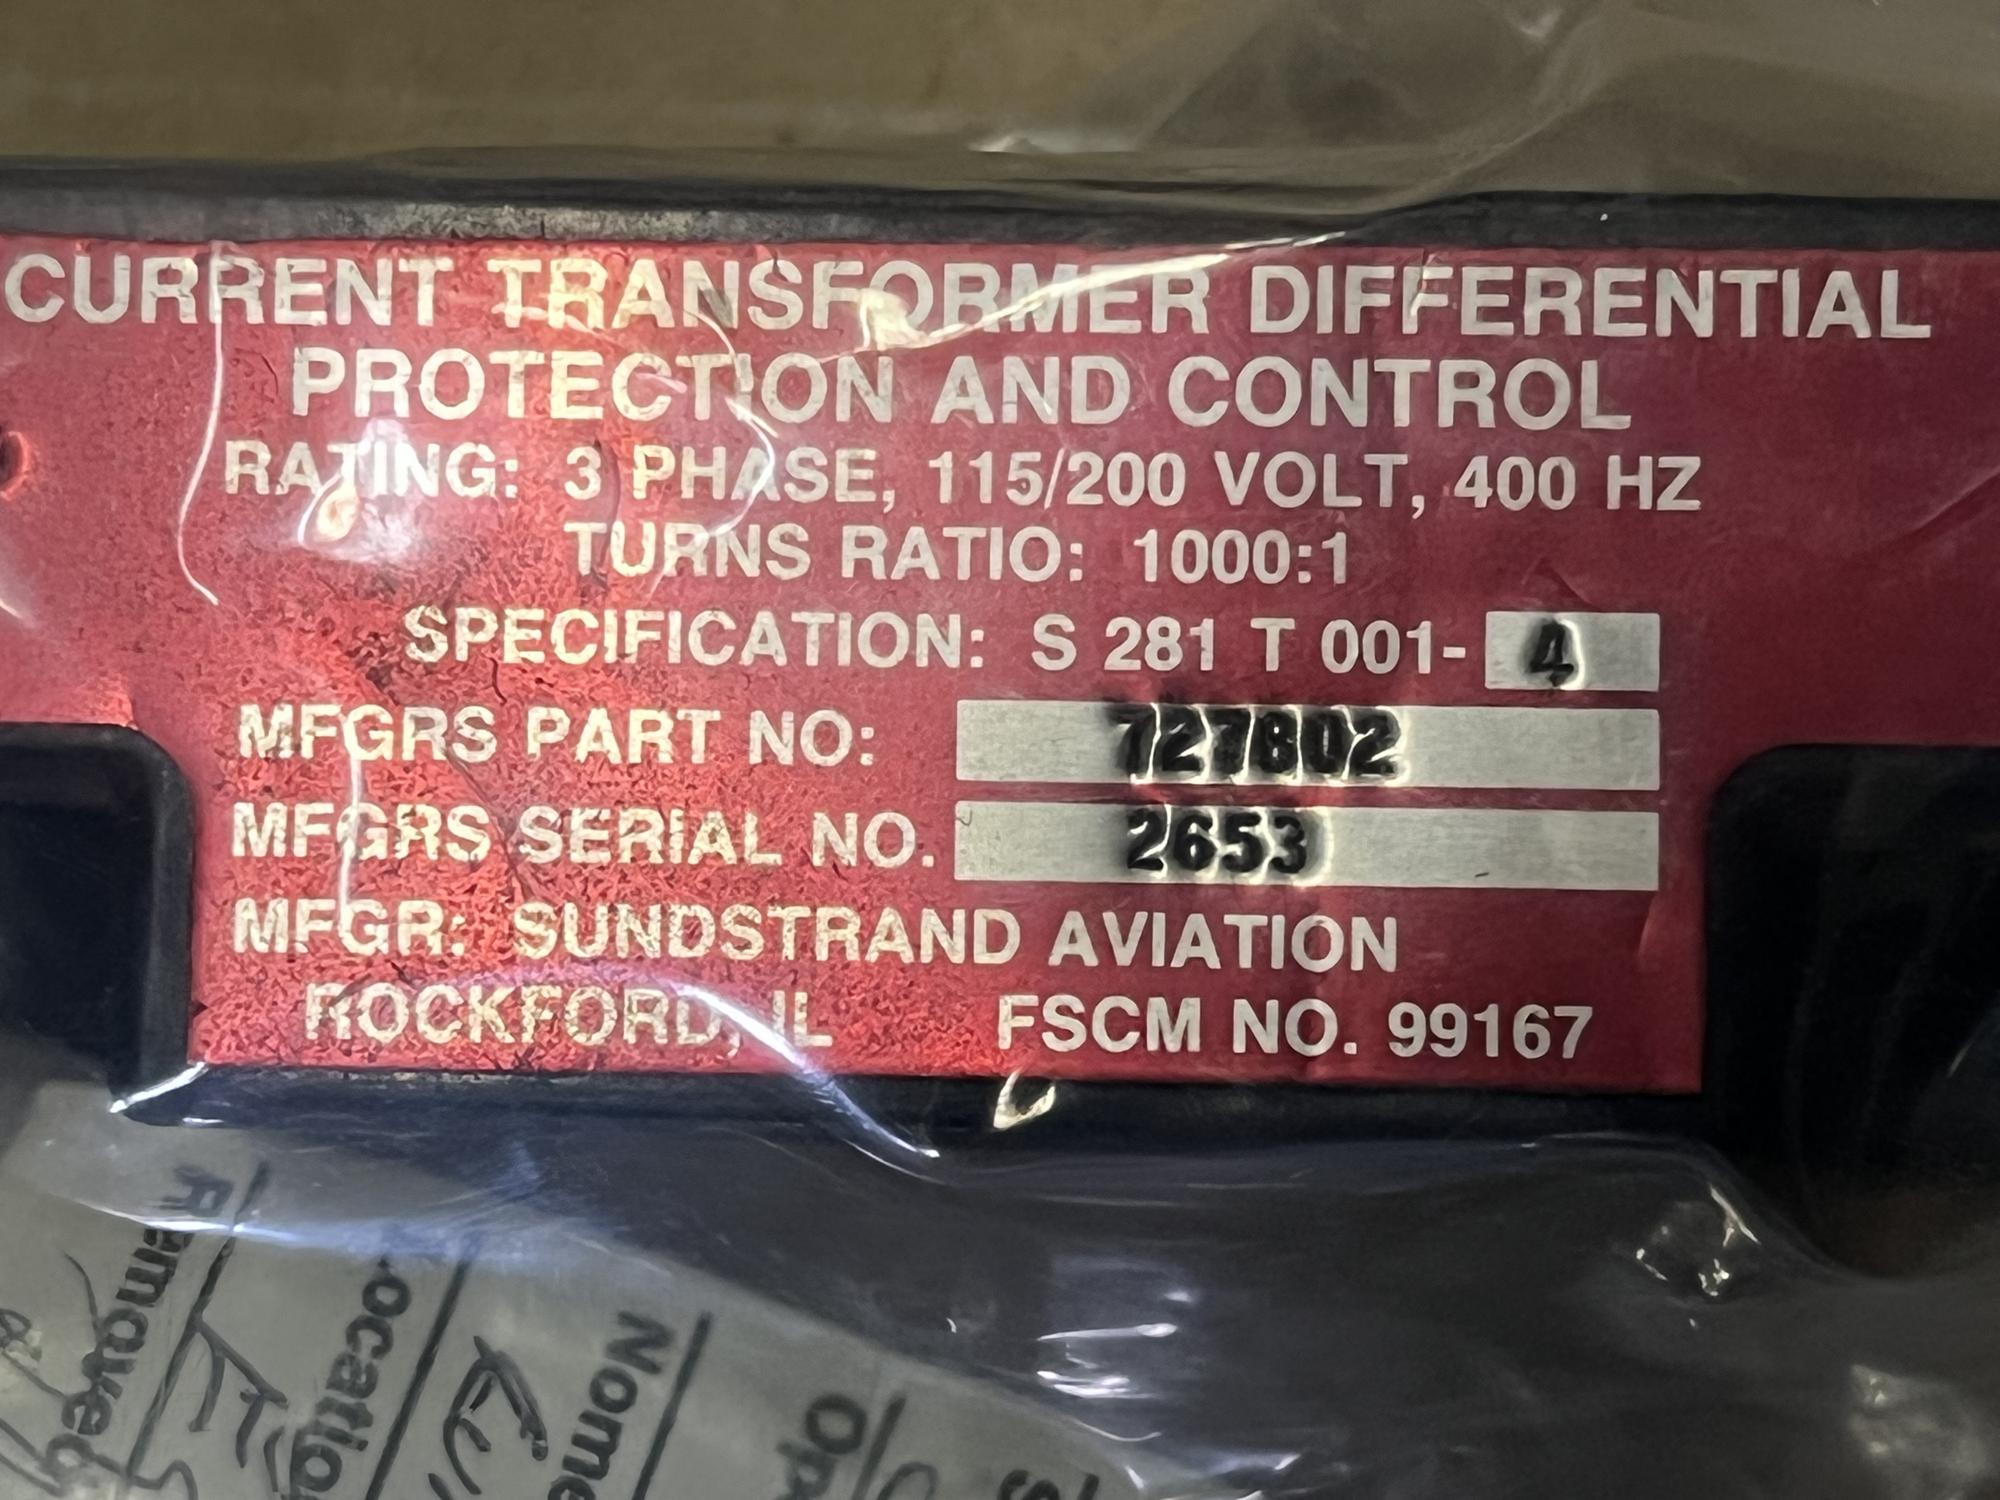 CURRENT TRANSFORMER DIFFERENTIAL
PROTECTION AND CONTROL
RATING: 3 PHASE, 115/200 VOLT, 400 HZ
TURNS RATIO: 1000:1
SPECIFICATION: S 281 T 001- 4
MFGRS PART NO: 727802
MFGRS SERIAL NO. 2653
MFGR: SUNDSTRAND AVIATION
ROCKFORD, IL FSCM NO. 99167